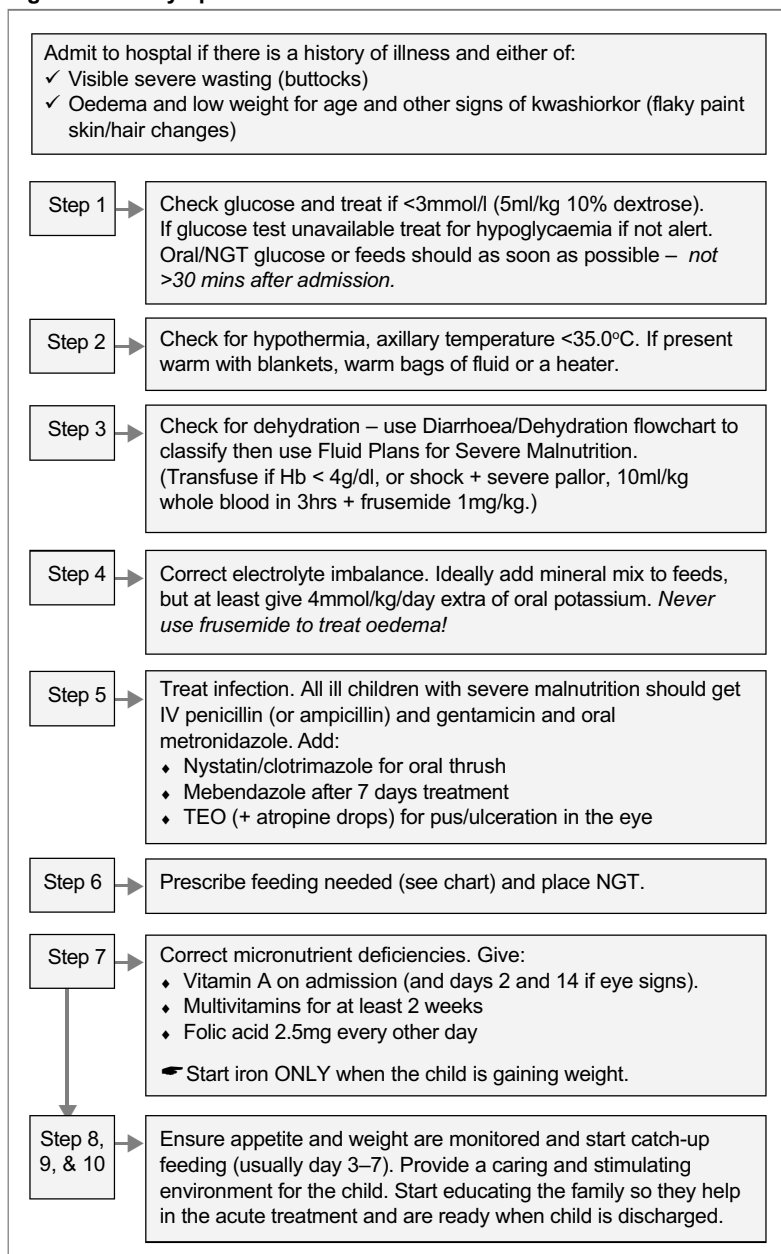 Admit to hosptal if there is a history of illness and either of:
✓ Visible severe wasting (buttocks)
✓ Oedema and low weight for age and other signs of kwashiorkor (flaky paint
skin/hair changes)
Step 1
Check glucose and treat if <3mmol/l (5ml/kg 10% dextrose).
If glucose test unavailable treat for hypoglycaemia if not alert.
Oral/NGT glucose or feeds should as soon as possible – not
>30 mins after admission.
Step 2
Check for hypothermia, axillary temperature <35.0°C. If present
warm with blankets, warm bags of fluid or a heater.
Step 3
Check for dehydration – use Diarrhoea/Dehydration flowchart to
classify then use Fluid Plans for Severe Malnutrition.
(Transfuse if Hb < 4g/dl, or shock + severe pallor, 10ml/kg
whole blood in 3hrs + frusemide 1mg/kg.)
Step 4
Correct electrolyte imbalance. Ideally add mineral mix to feeds,
but at least give 4mmol/kg/day extra of oral potassium. Never
use frusemide to treat oedema!
Step 5
Treat infection. All ill children with severe malnutrition should get
IV penicillin (or ampicillin) and gentamicin and oral
metronidazole. Add:
♦ Nystatin/clotrimazole for oral thrush
♦ Mebendazole after 7 days treatment
♦ TEO (+ atropine drops) for pus/ulceration in the eye
Step 6
Prescribe feeding needed (see chart) and place NGT.
Step 7
Correct micronutrient deficiencies. Give:
♦ Vitamin A on admission (and days 2 and 14 if eye signs).
♦ Multivitamins for at least 2 weeks
♦ Folic acid 2.5mg every other day
☛ Start iron ONLY when the child is gaining weight.
Step 8,
9, & 10
Ensure appetite and weight are monitored and start catch-up
feeding (usually day 3–7). Provide a caring and stimulating
environment for the child. Start educating the family so they help
in the acute treatment and are ready when child is discharged.